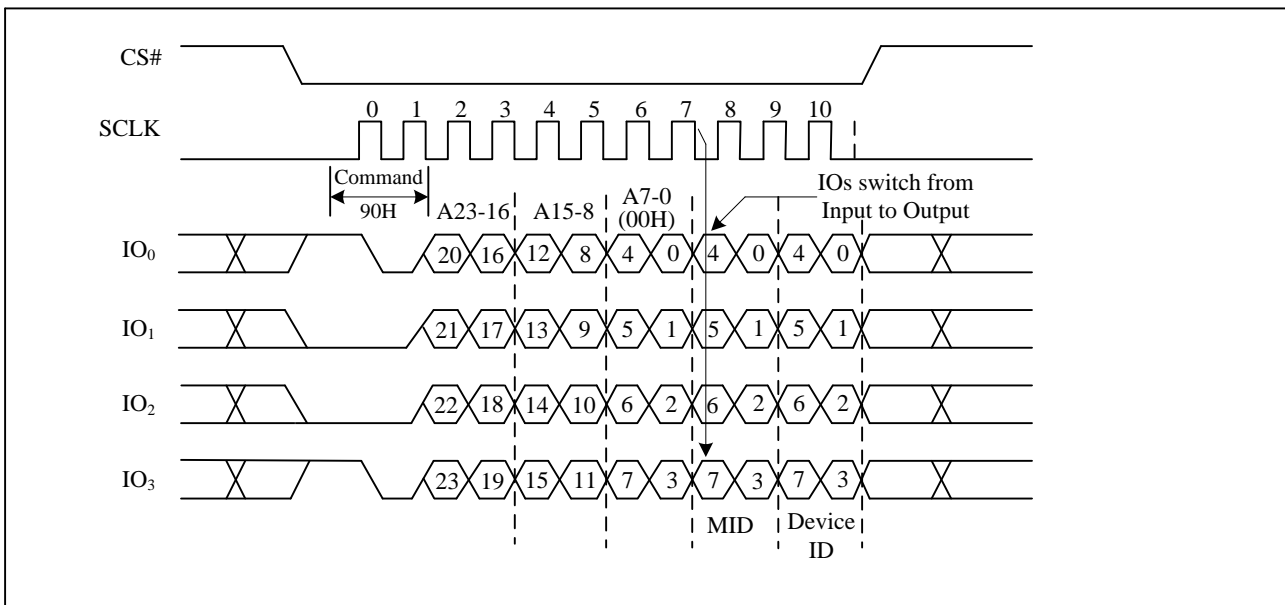 CS#
0 1 2 3 4 5 6 7 8 9 10
SCLK
Command
90H
A23-16
A15-8
A7-0
(00H)
IOs switch from
Input to Output
IO₀
20 16 12 8 4 0 4 0 4 0
IO₁
21 17 13 9 5 1 5 1 5 1
IO₂
22 18 14 10 6 2 6 2 6 2
IO₃
23 19 15 11 7 3 7 3 7 3
MID
Device
ID